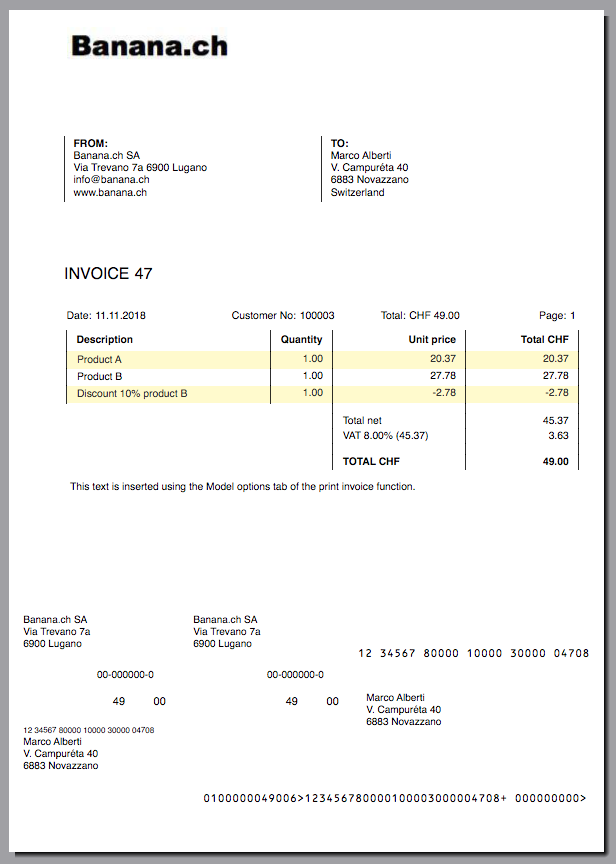 Banana.ch
FROM:
Banana.ch SA
Via Trevano 7a 6900 Lugano
info@banana.ch
www.banana.ch
TO:
Marco Alberti
V. Campuréta 40
6883 Novazzano
Switzerland
INVOICE 47
Date: 11.11.2018 Customer No: 100003 Total: CHF 49.00 Page: 1
Description Quantity Unit price Total CHF
Product A 1.00 20.37 20.37
Product B 1.00 27.78 27.78
Discount 10% product B 1.00 -2.78 -2.78
Total net 45.37
VAT 8.00% (45.37) 3.63
TOTAL CHF 49.00
This text is inserted using the Model options tab of the print invoice function.
Banana.ch SA
Via Trevano 7a
6900 Lugano
00-000000-0
49 00
12 34567 80000 10000 30000 04708
Marco Alberti
V. Campuréta 40
6883 Novazzano
Banana.ch SA
Via Trevano 7a
6900 Lugano
00-000000-0
49 00
12 34567 80000 10000 30000 04708
Marco Alberti
V. Campuréta 40
6883 Novazzano
0100000049006>123456780000100003000004708+ 000000000>